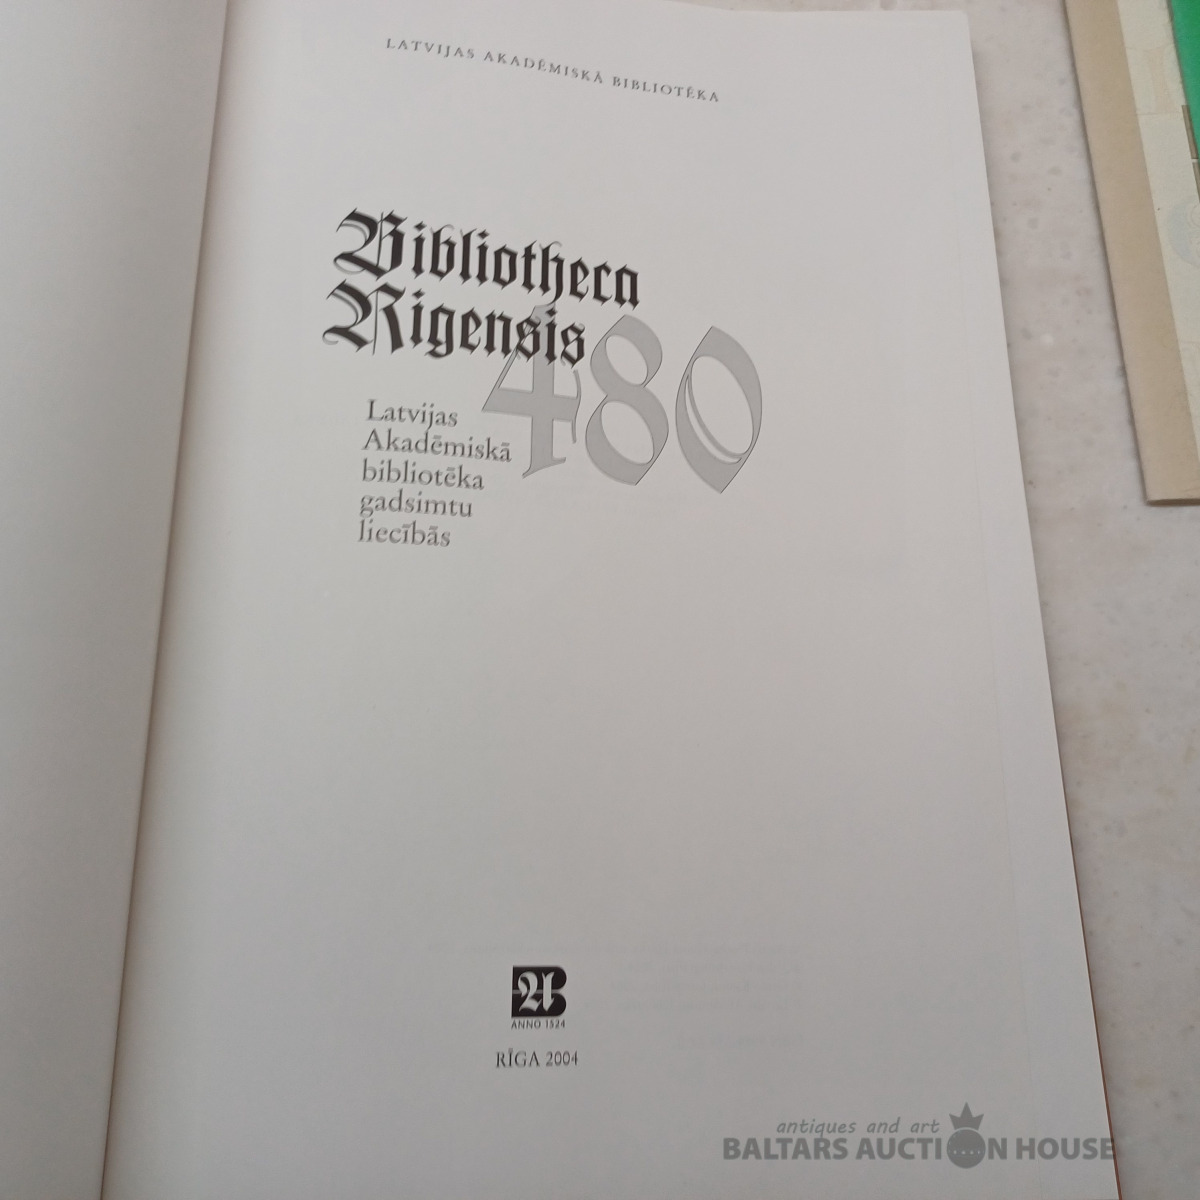 LATVIJAS AKADĒMISKĀ BIBLIOTĒKA
Bibliotheca
Rigensis
480
Latvijas
Akadēmiskā
bibliotēka
gadsimtu
liecībās
AB
ANNO 1524
RĪGA 2004
antiques and art
BALTARS AUCTION HOUSE